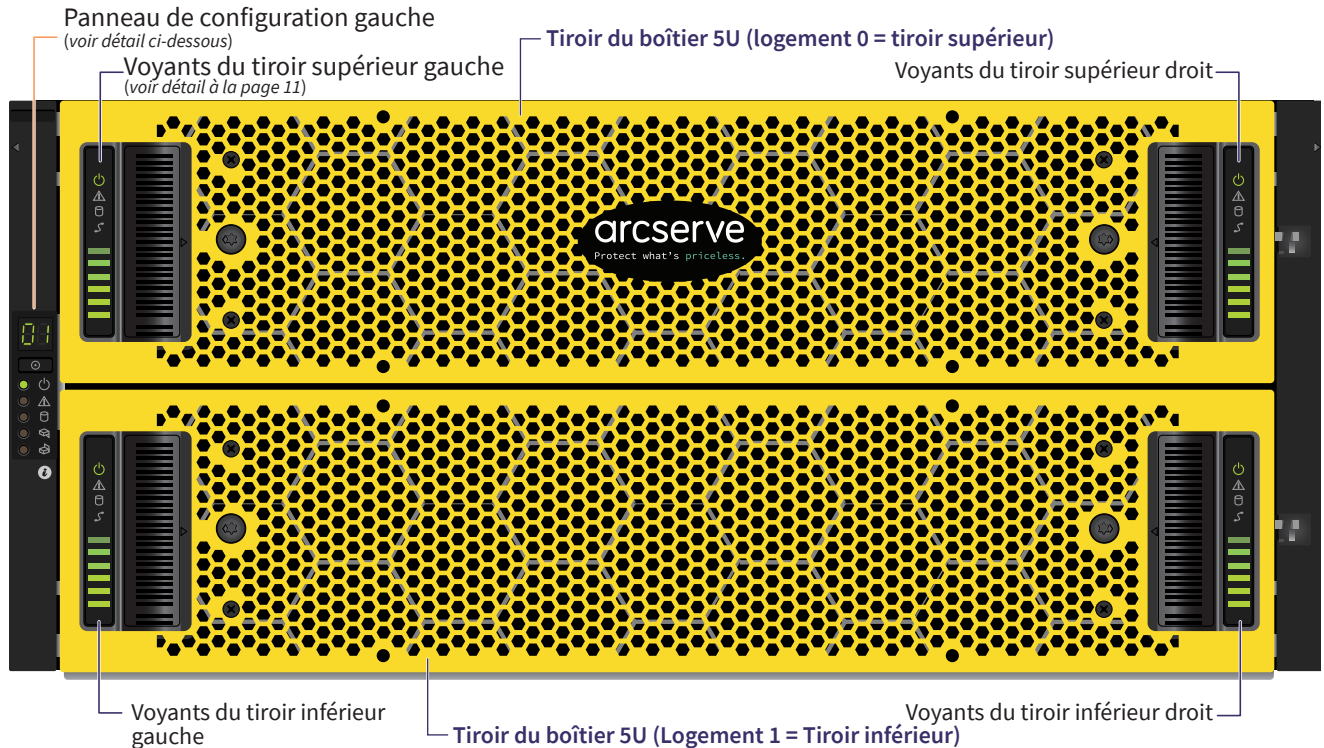 Panneau de configuration gauche
(voir détail ci-dessous)
Tiroir du boîtier 5U (logement 0 = tiroir supérieur)
Voyants du tiroir supérieur gauche
(voir détail à la page 11)
Voyants du tiroir supérieur droit
arcserve
Protect what's priceless.
01
i
Voyants du tiroir inférieur
gauche
Voyants du tiroir inférieur droit
Tiroir du boîtier 5U (Logement 1 = Tiroir inférieur)